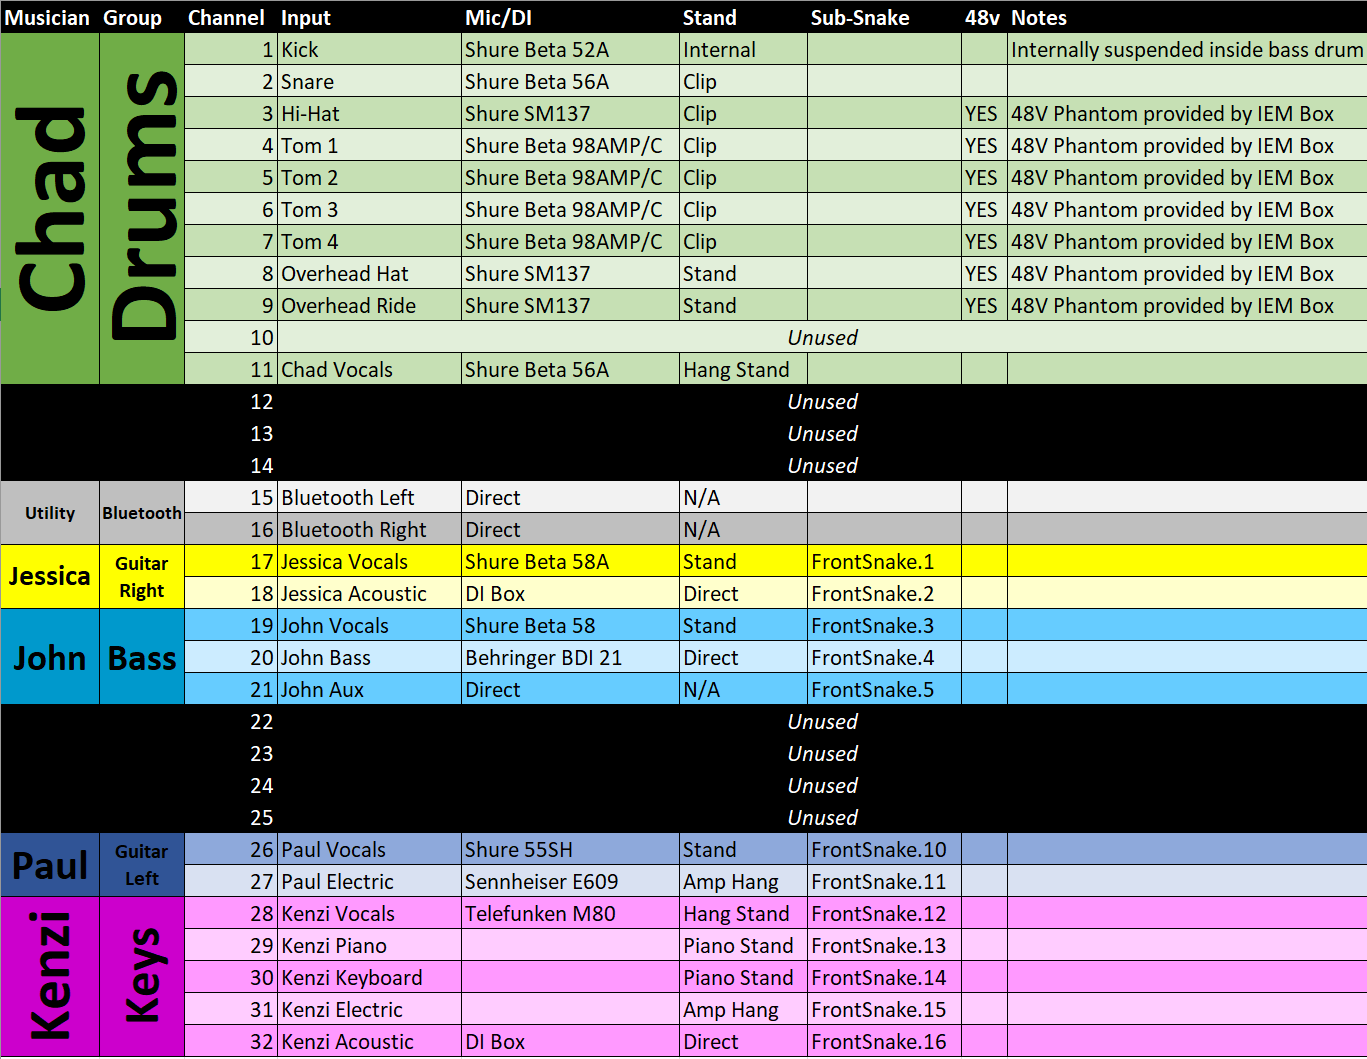 Musician Group Channel Input Mic/DI Stand Sub-Snake 48v Notes
Chad Drums
1 Kick Shure Beta 52A Internal Internally suspended inside bass drum
2 Snare Shure Beta 56A Clip
3 Hi-Hat Shure SM137 Clip YES 48V Phantom provided by IEM Box
4 Tom 1 Shure Beta 98AMP/C Clip YES 48V Phantom provided by IEM Box
5 Tom 2 Shure Beta 98AMP/C Clip YES 48V Phantom provided by IEM Box
6 Tom 3 Shure Beta 98AMP/C Clip YES 48V Phantom provided by IEM Box
7 Tom 4 Shure Beta 98AMP/C Clip YES 48V Phantom provided by IEM Box
8 Overhead Hat Shure SM137 Stand YES 48V Phantom provided by IEM Box
9 Overhead Ride Shure SM137 Stand YES 48V Phantom provided by IEM Box
10 Unused
11 Chad Vocals Shure Beta 56A Hang Stand
12 Unused
13 Unused
14 Unused
Utility Bluetooth
15 Bluetooth Left Direct N/A
16 Bluetooth Right Direct N/A
Jessica Guitar Right
17 Jessica Vocals Shure Beta 58A Stand FrontSnake.1
18 Jessica Acoustic DI Box Direct FrontSnake.2
John Bass
19 John Vocals Shure Beta 58 Stand FrontSnake.3
20 John Bass Behringer BDI 21 Direct FrontSnake.4
21 John Aux Direct N/A FrontSnake.5
22 Unused
23 Unused
24 Unused
25 Unused
Paul Guitar Left
26 Paul Vocals Shure 55SH Stand FrontSnake.10
27 Paul Electric Sennheiser E609 Amp Hang FrontSnake.11
Kenzi Keys
28 Kenzi Vocals Telefunken M80 Hang Stand FrontSnake.12
29 Kenzi Piano Piano Stand FrontSnake.13
30 Kenzi Keyboard Piano Stand FrontSnake.14
31 Kenzi Electric Amp Hang FrontSnake.15
32 Kenzi Acoustic DI Box Direct FrontSnake.16